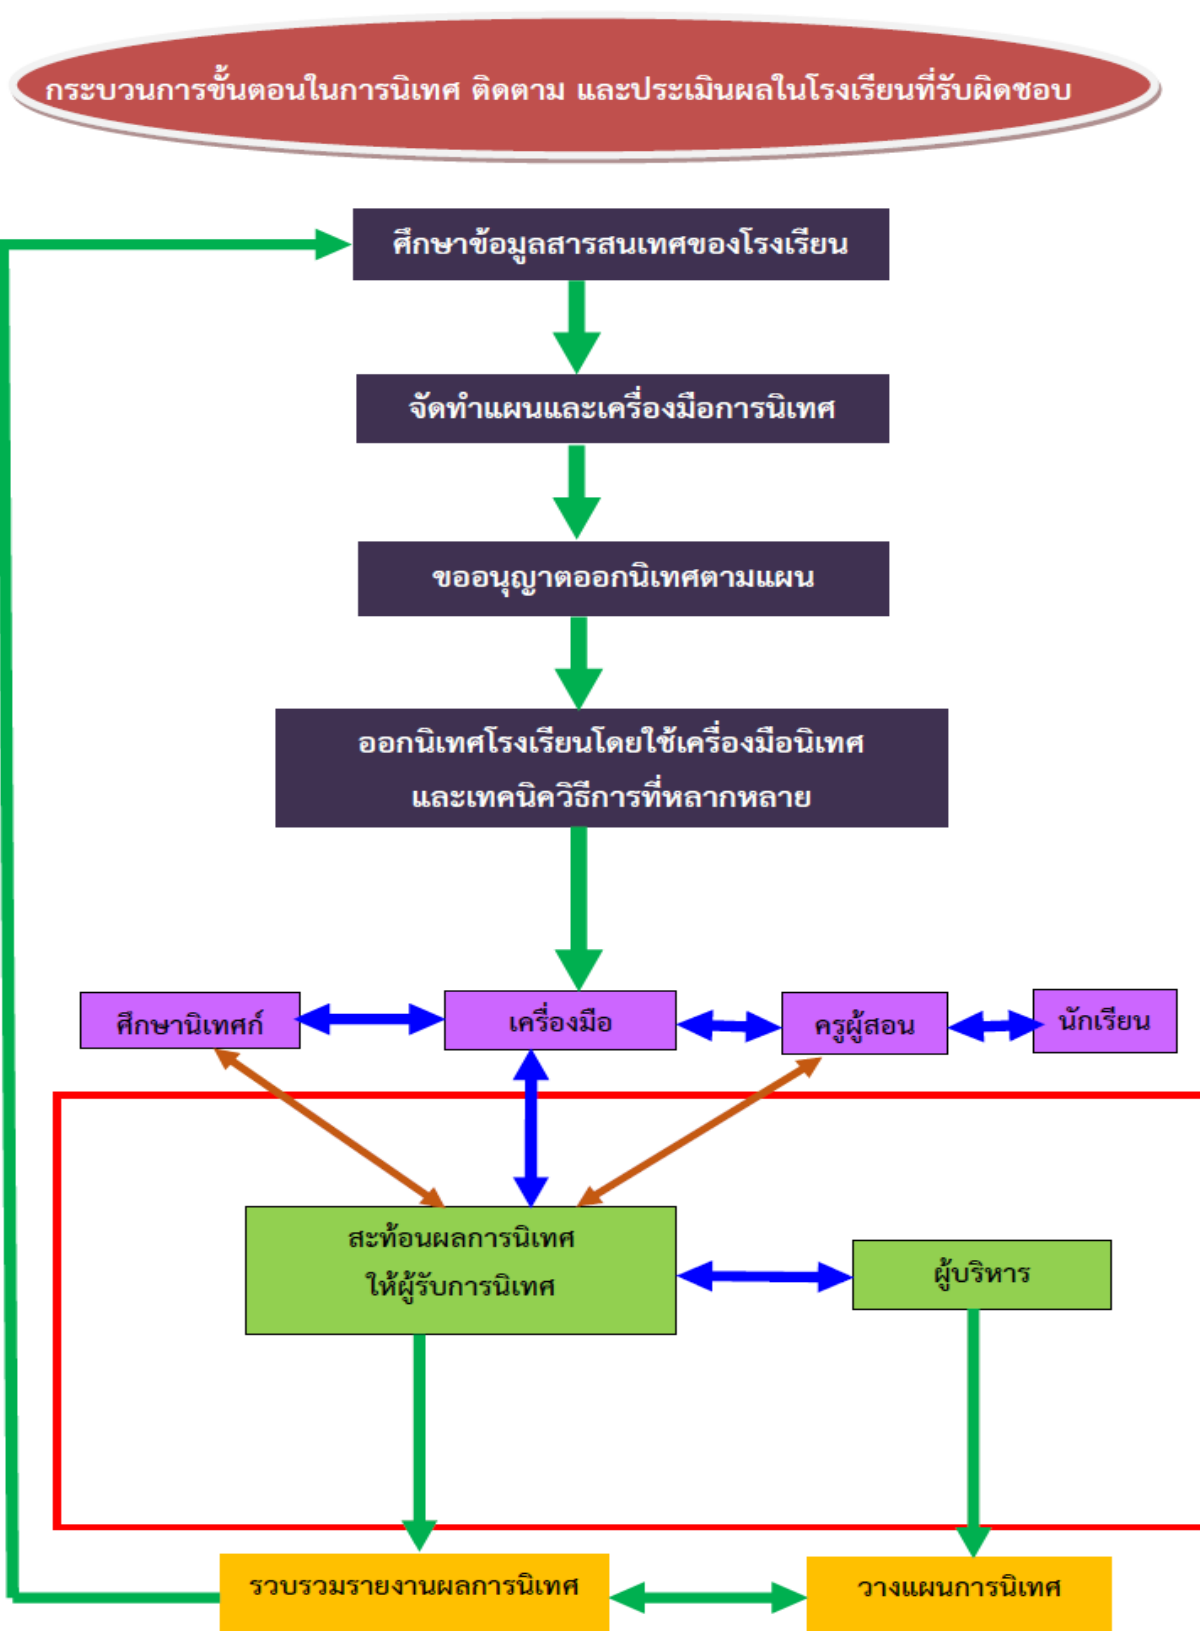 กระบวนการขั้นตอนในการนิเทศ ติดตาม และประเมินผลในโรงเรียนที่รับผิดชอบ
ศึกษาข้อมูลสารสนเทศของโรงเรียน
จัดทำแผนและเครื่องมือการนิเทศ
ขออนุญาตออกนิเทศตามแผน
ออกนิเทศโรงเรียนโดยใช้เครื่องมือนิเทศ
และเทคนิควิธีการที่หลากหลาย
ศึกษานิเทศก์
เครื่องมือ
ครูผู้สอน
นักเรียน
สะท้อนผลการนิเทศ
ให้ผู้รับการนิเทศ
ผู้บริหาร
รวบรวมรายงานผลการนิเทศ
วางแผนการนิเทศ